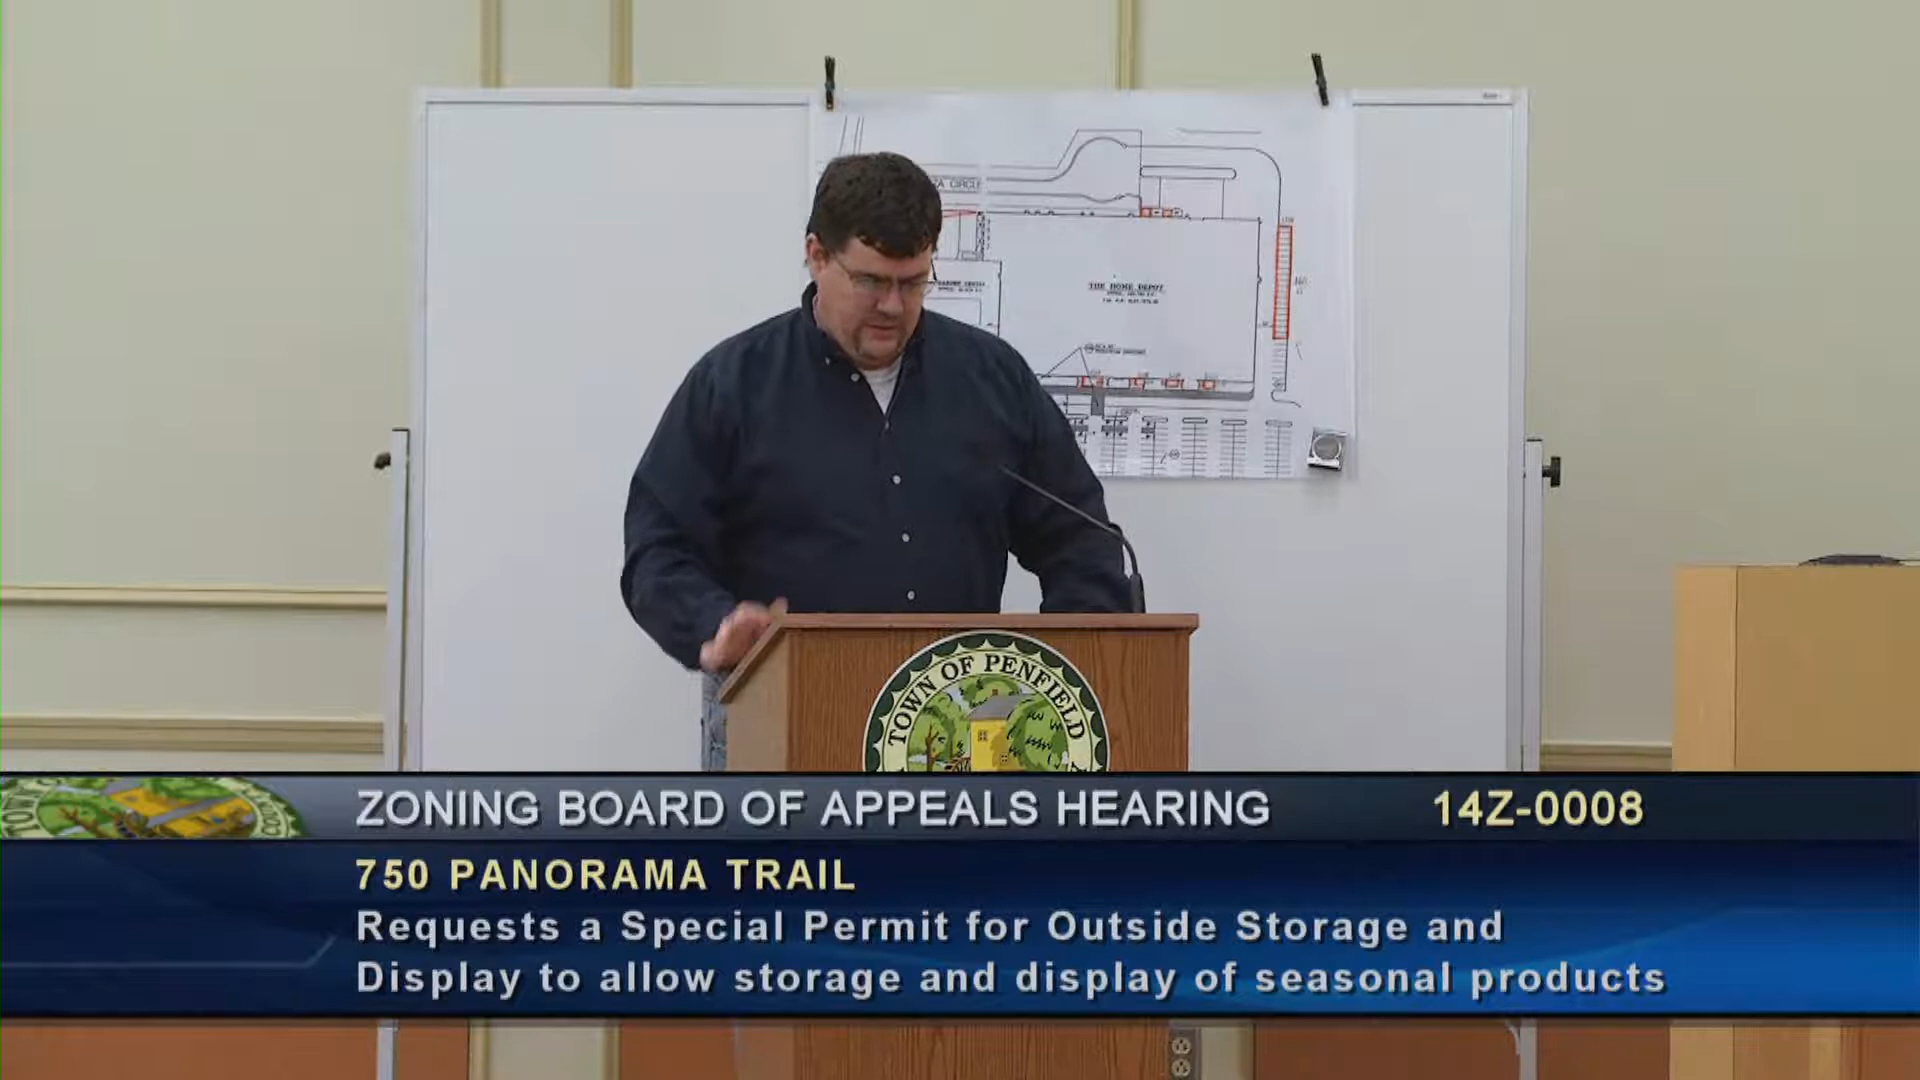 CIRCLE
THE HOME DEPOT
TOWN OF PENFIELD
ZONING BOARD OF APPEALS HEARING 14Z-0008
750 PANORAMA TRAIL
Requests a Special Permit for Outside Storage and
Display to allow storage and display of seasonal products